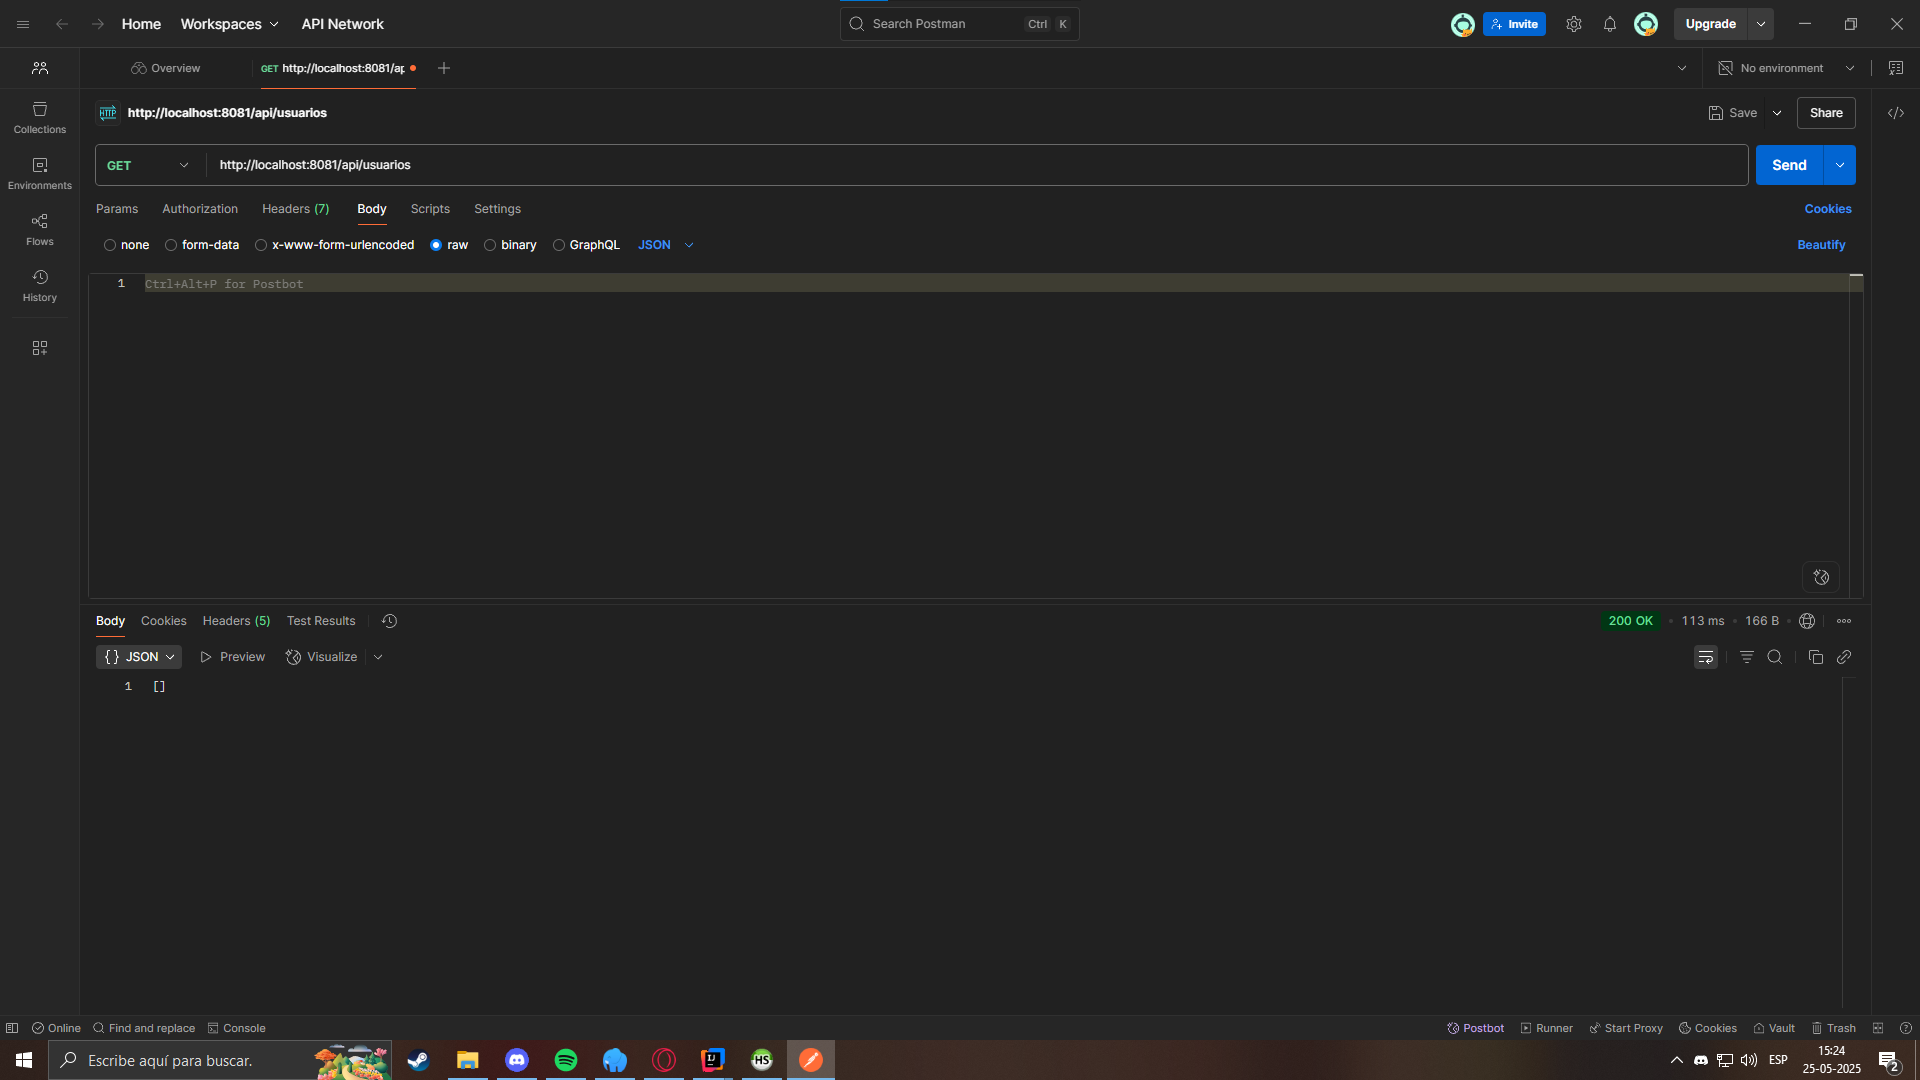 Home Workspaces API Network Search Postman Ctrl K Invite Upgrade
Overview GET http://localhost:8081/ap No environment
HTTP http://localhost:8081/api/usuarios Save Share
GET http://localhost:8081/api/usuarios Send
Params Authorization Headers (7) Body Scripts Settings Cookies
none form-data x-www-form-urlencoded raw binary GraphQL JSON Beautify
1 Ctrl+Alt+P for Postbot
Collections
Environments
Flows
History
Body Cookies Headers (5) Test Results 200 OK • 113 ms • 166 B
{} JSON Preview Visualize
1 []
Online Find and replace Console Postbot Runner Start Proxy Cookies Vault Trash
Escribe aquí para buscar. IJ HS ESP 15:24
25-05-2025 2